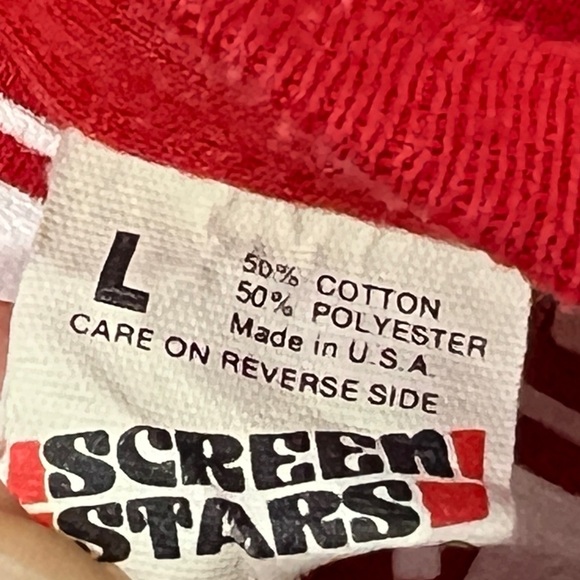 L
50% COTTON
50% POLYESTER
Made in U.S.A.
CARE ON REVERSE SIDE
SCREEN
STARS